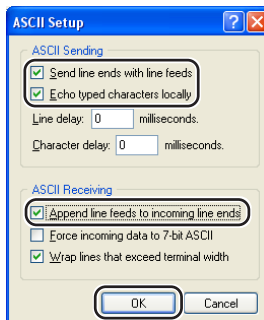 ASCII Setup
ASCII Sending
Send line ends with line feeds
Echo typed characters locally
Line delay: 0 milliseconds.
Character delay: 0 milliseconds.
ASCII Receiving
Append line feeds to incoming line ends
Force incoming data to 7-bit ASCII
Wrap lines that exceed terminal width
OK Cancel